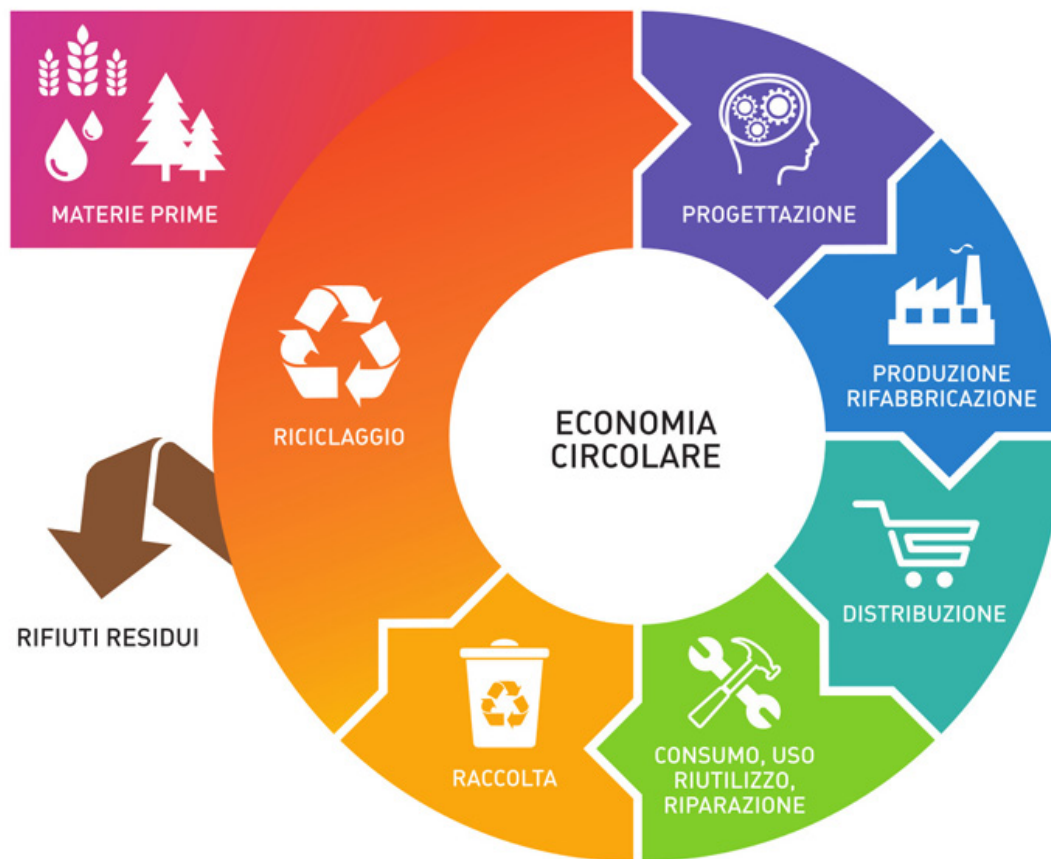 MATERIE PRIME
PROGETTAZIONE
PRODUZIONE
RIFABBRICAZIONE
DISTRIBUZIONE
CONSUMO, USO
RIUTILIZZO,
RIPARAZIONE
RACCOLTA
RICICLAGGIO
RIFIUTI RESIDUI
ECONOMIA
CIRCOLARE